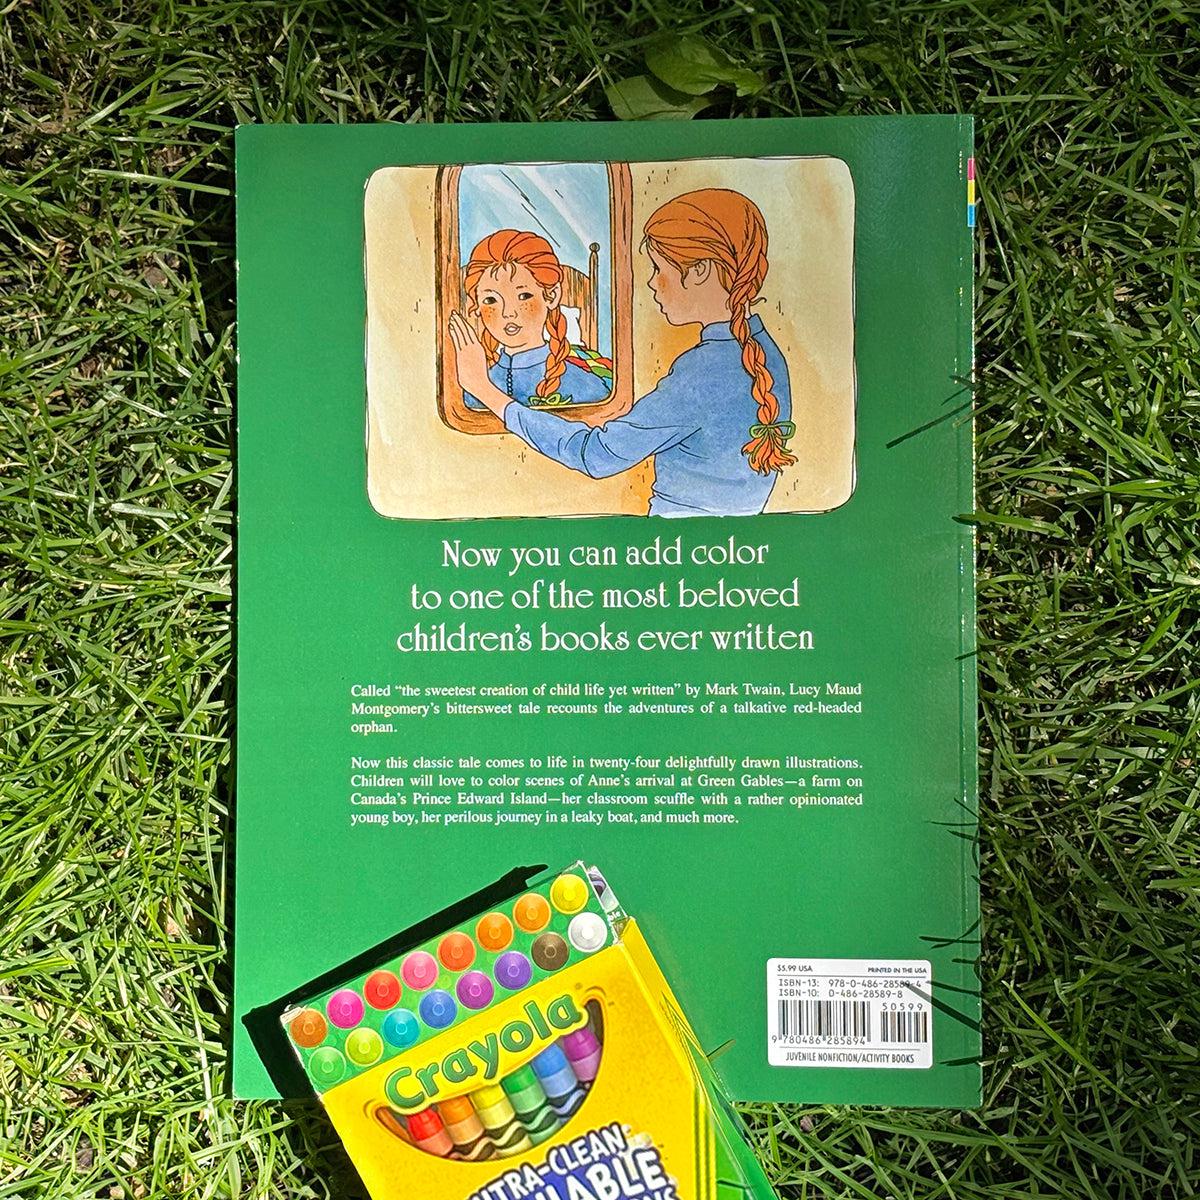 Now you can add color
to one of the most beloved
children's books ever written
Called “the sweetest creation of child life yet written” by Mark Twain, Lucy Maud
Montgomery's bittersweet tale recounts the adventures of a talkative red-headed
orphan.
Now this classic tale comes to life in twenty-four delightfully drawn illustrations.
Children will love to color scenes of Anne's arrival at Green Gables—a farm on
Canada's Prince Edward Island—her classroom scuffle with a rather opinionated
young boy, her perilous journey in a leaky boat, and much more.
$5.99 USA PRINTED IN THE USA
ISBN-13: 978-0-486-28589-4
ISBN-10: 0-486-28589-8
50599
9 780486 285894
JUVENILE NONFICTION/ACTIVITY BOOKS
Crayola